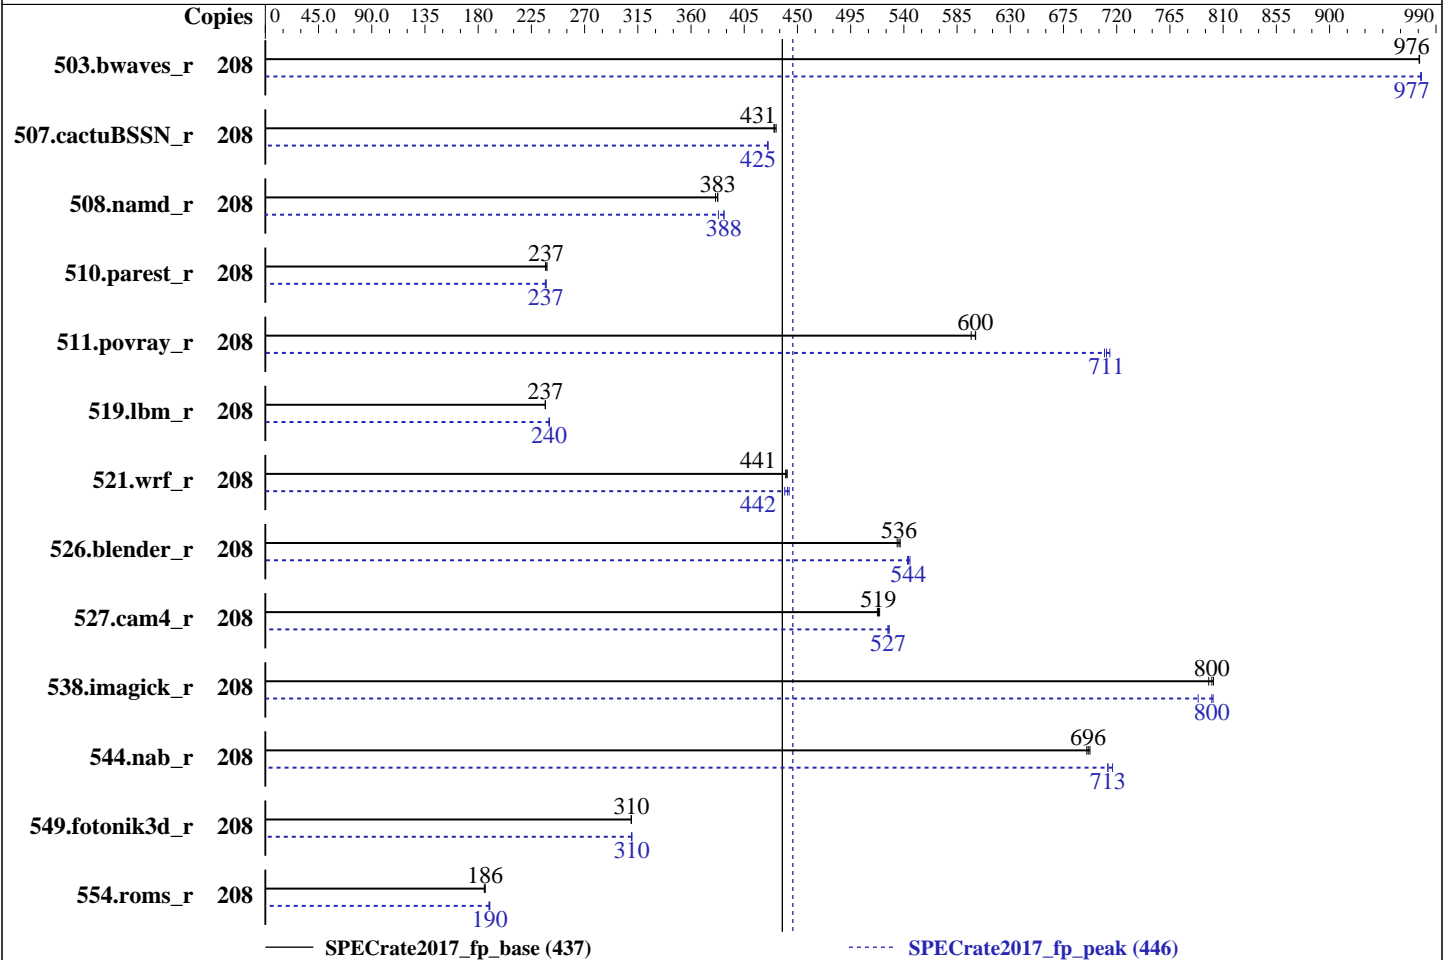 Copies 0 45.0 90.0 135 180 225 270 315 360 405 450 495 540 585 630 675 720 765 810 855 900 990
503.bwaves_r 208 976
977
507.cactuBSSN_r 208 431
425
508.namd_r 208 383
388
510.parest_r 208 237
237
511.povray_r 208 600
711
519.lbm_r 208 237
240
521.wrf_r 208 441
442
526.blender_r 208 536
544
527.cam4_r 208 519
527
538.imagick_r 208 800
800
544.nab_r 208 696
713
549.fotonik3d_r 208 310
310
554.roms_r 208 186
190
SPECrate2017_fp_base (437) SPECrate2017_fp_peak (446)